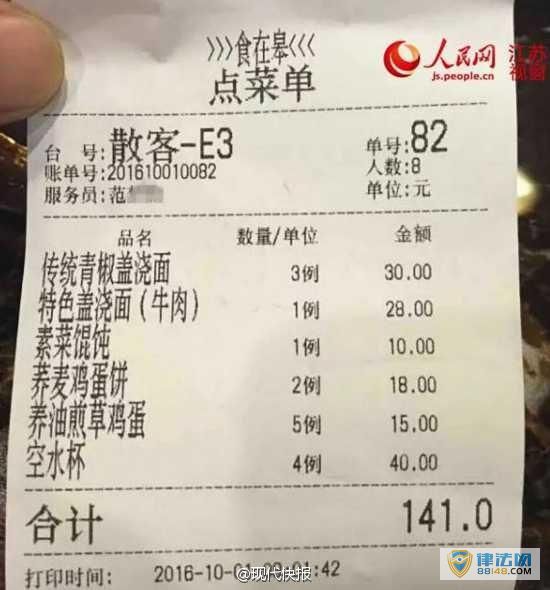 》》》食在皋《《《
点菜单
人民网 江苏视窗
js.people.cn
台 号:散客-E3 单号:82
账单号:201610010082 人数:8
服务员:范 单位:元
品名 数量/单位 金额
传统青椒盖浇面 3例 30.00
特色盖浇面(牛肉) 1例 28.00
素菜馄饨 1例 10.00
荞麦鸡蛋饼 2例 18.00
养油煎草鸡蛋 5例 15.00
空水杯 4例 40.00
合计 141.0
打印时间: 2016-10-0 :42
@现代快报
律法网
88148.com